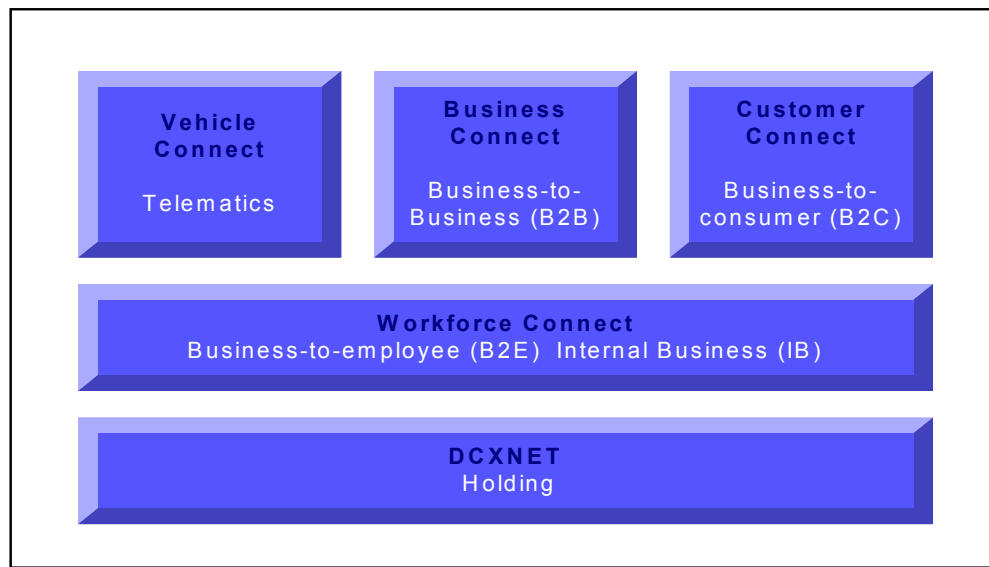 Vehicle
Connect
Telematics
Business
Connect
Business-to-
Business (B2B)
Customer
Connect
Business-to-
consumer (B2C)
Workforce Connect
Business-to-employee (B2E)  Internal Business (IB)
DCXNET
Holding